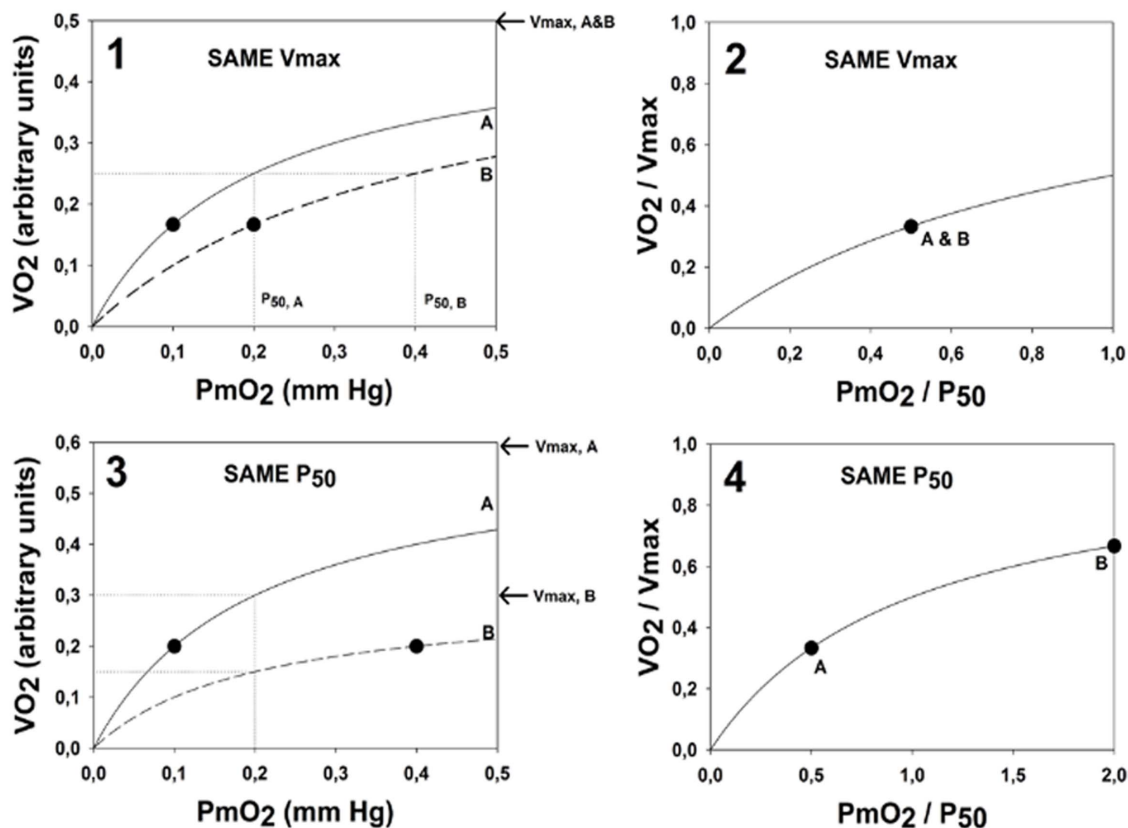 1
SAME Vmax
Vmax, A&B
VO2 (arbitrary units)
0,5
0,4
0,3
0,2
0,1
0,0
A
B
P50, A
P50, B
0,0 0,1 0,2 0,3 0,4 0,5
PmO2 (mm Hg)
2
SAME Vmax
VO2 / Vmax
1,0
0,8
0,6
0,4
0,2
0,0
A & B
0,0 0,2 0,4 0,6 0,8 1,0
PmO2 / P50
3
SAME P50
Vmax, A
Vmax, B
VO2 (arbitrary units)
0,6
0,5
0,4
0,3
0,2
0,1
0,0
A
B
0,0 0,1 0,2 0,3 0,4 0,5
PmO2 (mm Hg)
4
SAME P50
VO2 / Vmax
1,0
0,8
0,6
0,4
0,2
0,0
B
A
0,0 0,5 1,0 1,5 2,0
PmO2 / P50